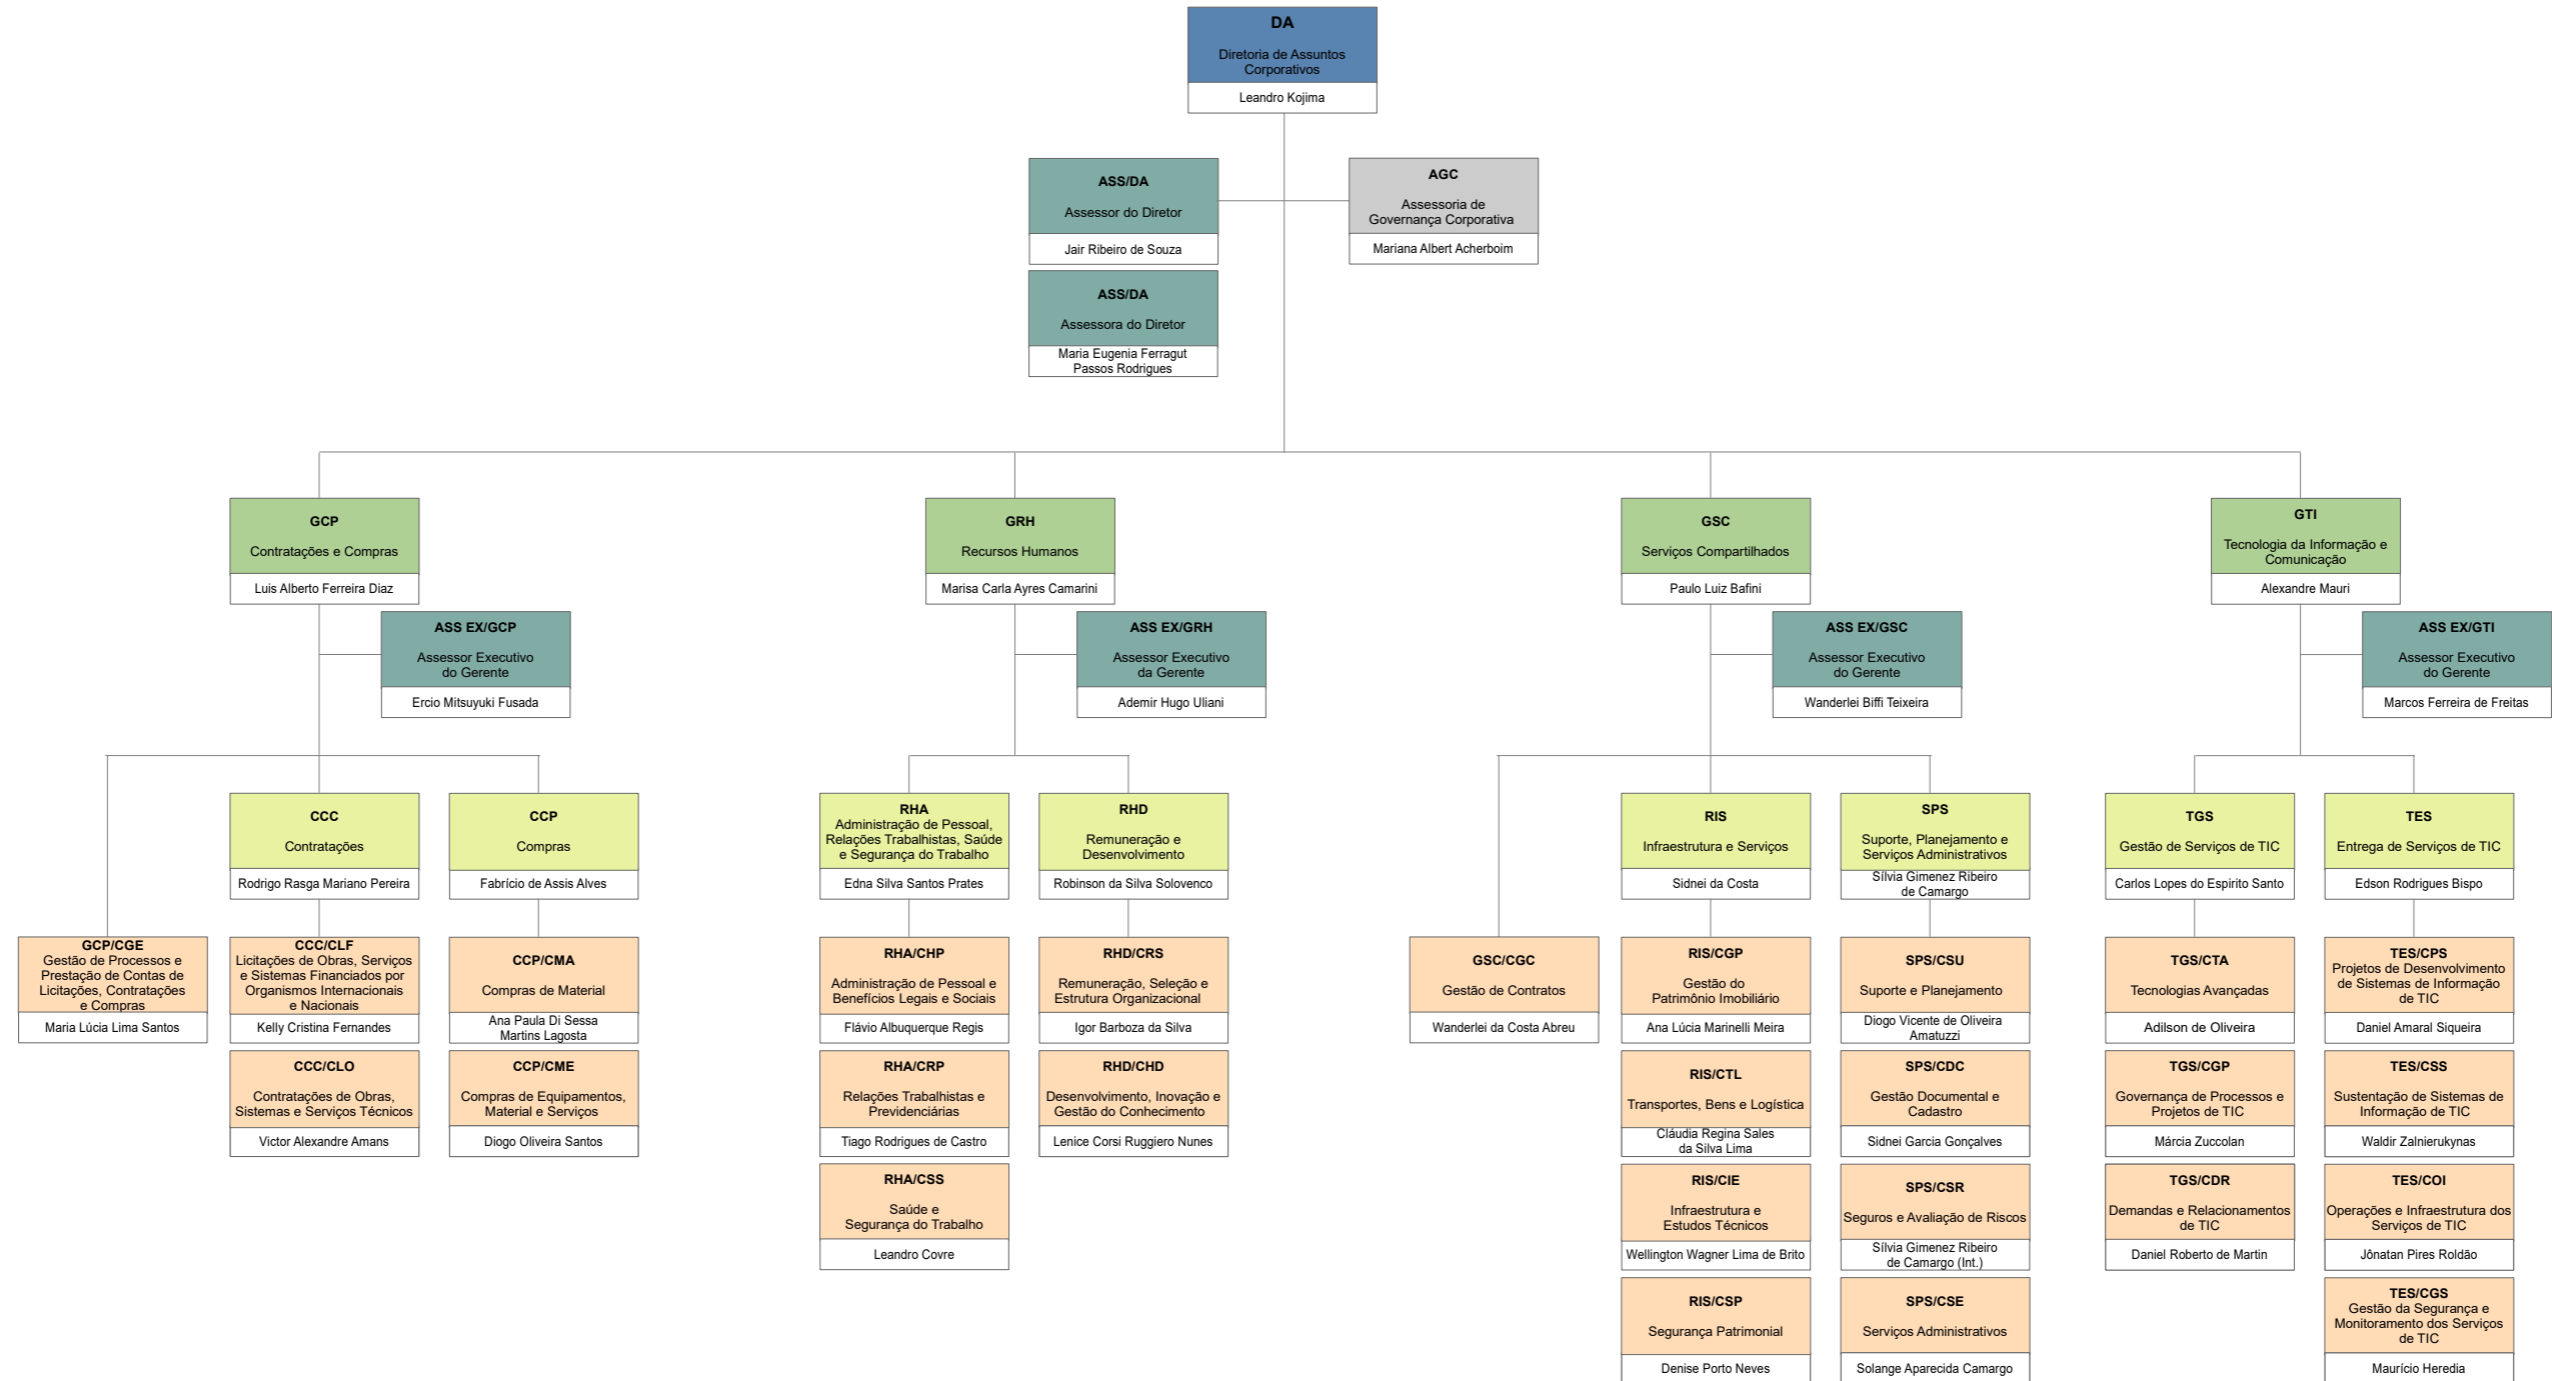 DA
Diretoria de Assuntos
Corporativos
Leandro Kojima
ASS/DA
Assessor do Diretor
Jair Ribeiro de Souza
AGC
Assessoria de
Governança Corporativa
Mariana Albert Acherboim
ASS/DA
Assessora do Diretor
Maria Eugenia Ferragut
Passos Rodrigues
GCP
Contratações e Compras
Luis Alberto Ferreira Diaz
GRH
Recursos Humanos
Marisa Carla Ayres Camarini
GSC
Serviços Compartilhados
Paulo Luiz Bafini
GTI
Tecnologia da Informação e
Comunicação
Alexandre Mauri
ASS EX/GCP
Assessor Executivo
do Gerente
Ercio Mitsuyuki Fusada
ASS EX/GRH
Assessor Executivo
da Gerente
Ademir Hugo Uliani
ASS EX/GSC
Assessor Executivo
do Gerente
Wanderlei Biffi Teixeira
ASS EX/GTI
Assessor Executivo
do Gerente
Marcos Ferreira de Freitas
CCC
Contratações
Rodrigo Rasga Mariano Pereira
CCP
Compras
Fabrício de Assis Alves
RHA
Administração de Pessoal,
Relações Trabalhistas, Saúde
e Segurança do Trabalho
Edna Silva Santos Prates
RHD
Remuneração e
Desenvolvimento
Robinson da Silva Solovenco
RIS
Infraestrutura e Serviços
Sidnei da Costa
SPS
Suporte, Planejamento e
Serviços Administrativos
Sílvia Gimenez Ribeiro
de Camargo
TGS
Gestão de Serviços de TIC
Carlos Lopes do Espirito Santo
TES
Entrega de Serviços de TIC
Edson Rodrigues Bispo
GCP/CGE
Gestão de Processos e
Prestação de Contas de
Licitações, Contratações
e Compras
Maria Lúcia Lima Santos
CCC/CLF
Licitações de Obras, Serviços
e Sistemas Financiados por
Organismos Internacionais
e Nacionais
Kelly Cristina Fernandes
CCP/CMA
Compras de Material
Ana Paula Di Sessa
Martins Lagosta
RHA/CHP
Administração de Pessoal e
Benefícios Legais e Sociais
Flávio Albuquerque Regis
RHD/CRS
Remuneração, Seleção e
Estrutura Organizacional
Igor Barboza da Silva
GSC/CGC
Gestão de Contratos
Wanderlei da Costa Abreu
RIS/CGP
Gestão do
Patrimônio Imobiliário
Ana Lúcia Marinelli Meira
SPS/CSU
Suporte e Planejamento
Diogo Vicente de Oliveira
Amatuzzi
TGS/CTA
Tecnologias Avançadas
Adilson de Oliveira
TES/CPS
Projetos de Desenvolvimento
de Sistemas de Informação
de TIC
Daniel Amaral Siqueira
CCC/CLO
Contratações de Obras,
Sistemas e Serviços Técnicos
Victor Alexandre Amans
CCP/CME
Compras de Equipamentos,
Material e Serviços
Diogo Oliveira Santos
RHA/CRP
Relações Trabalhistas e
Previdenciárias
Tiago Rodrigues de Castro
RHD/CHD
Desenvolvimento, Inovação e
Gestão do Conhecimento
Lenice Corsi Ruggiero Nunes
RIS/CTL
Transportes, Bens e Logística
Cláudia Regina Sales
da Silva Lima
SPS/CDC
Gestão Documental e
Cadastro
Sidnei Garcia Gonçalves
TGS/CGP
Governança de Processos e
Projetos de TIC
Márcia Zuccolan
TES/CSS
Sustentação de Sistemas de
Informação de TIC
Waldir Zalnierukynas
RHA/CSS
Saúde e
Segurança do Trabalho
Leandro Covre
RIS/CIE
Infraestrutura e
Estudos Técnicos
Wellington Wagner Lima de Brito
SPS/CSR
Seguros e Avaliação de Riscos
Sílvia Gimenez Ribeiro
de Camargo (Int.)
TGS/CDR
Demandas e Relacionamentos
de TIC
Daniel Roberto de Martin
TES/COI
Operações e Infraestrutura dos
Serviços de TIC
Jônatan Pires Roldão
RIS/CSP
Segurança Patrimonial
Denise Porto Neves
SPS/CSE
Serviços Administrativos
Solange Aparecida Camargo
TES/CGS
Gestão da Segurança e
Monitoramento dos Serviços
de TIC
Maurício Heredia